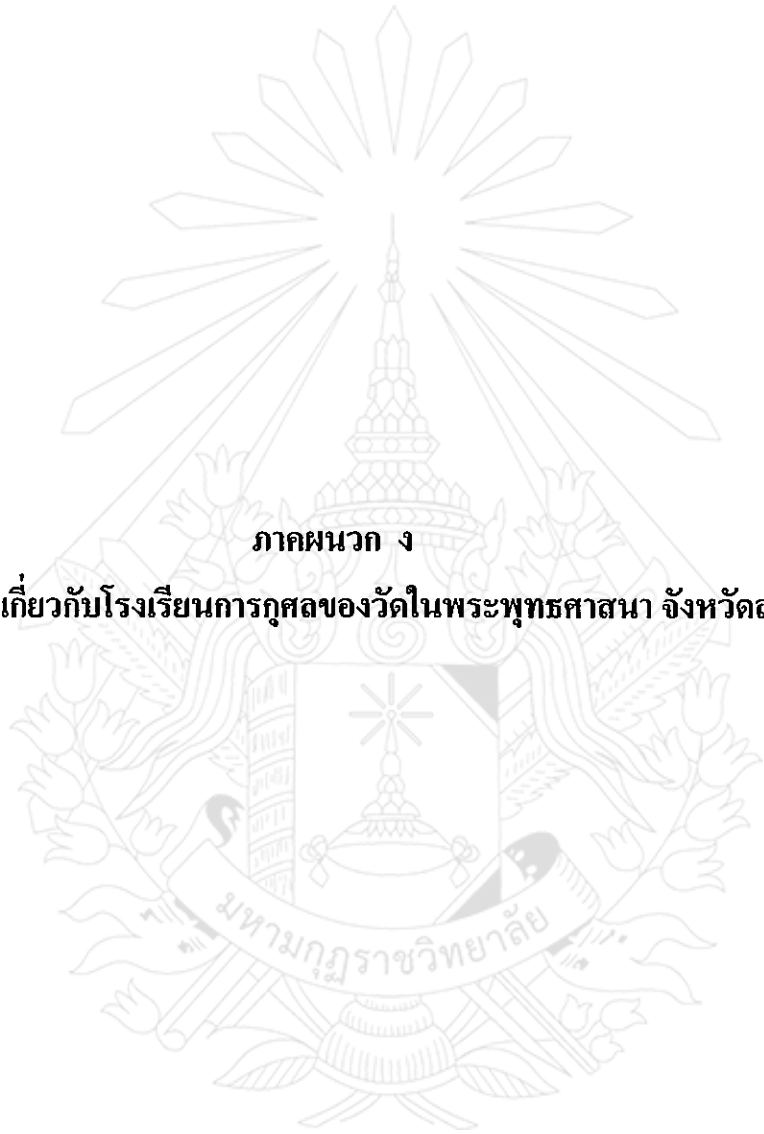 ภาคผนวก ง
เกี่ยวกับโรงเรียนการกุศลของวัดในพระพุทธศาสนา จังหวัด
มหามกุฏราชวิทยาลัย